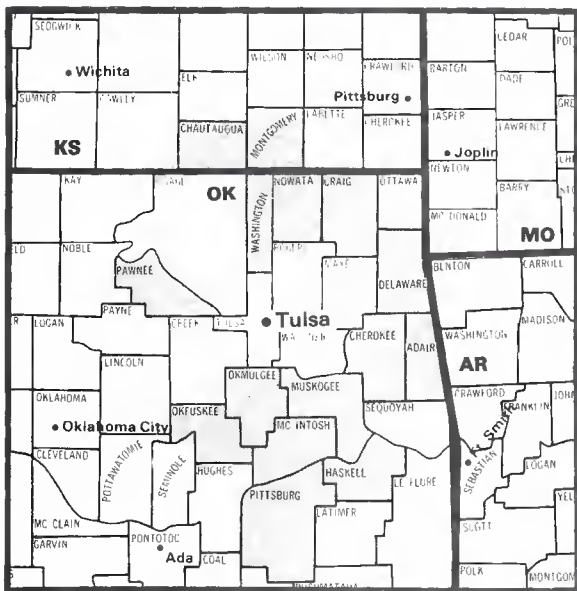 SEDGWICK
CEDAR
Wichita
ELK
WILSON
BARTON
DADE
Pittsburg
SUMNER
JASPER
CHAUTAUQUA
MONTGOMERY
LABETTE
CHEROKEE
LAWRENCE
KS
Joplin
NEWTON
BARRY
KAY
OK
NOWATA
CRAIG
OTTAWA
WASHINGTON
MC DONALD
MO
NOBLE
PAWNEE
BENTON
CARROLL
DELAWARE
PAYNE
LOGAN
CREEK
TULSA
Tulsa
CHEROKEE
ADAIR
WASHINGTON
MADISON
LINCOLN
AR
OKMULGEE
MUSKOGEE
OKLAHOMA
OKFUSKEE
SEQUOYAH
CRAWFORD
FRANKLIN
Oklahoma City
MC INTOSH
Ft. Smith
CLEVELAND
POTTAWATOMIE
SEMINOLE
HUGHES
HASKELL
SEBASTIAN
LOGAN
PITTSBURG
LE FLORE
MC CLAIN
LATIMER
SCOTT
GARVIN
PONTOTOC
Ada
COAL
POLK